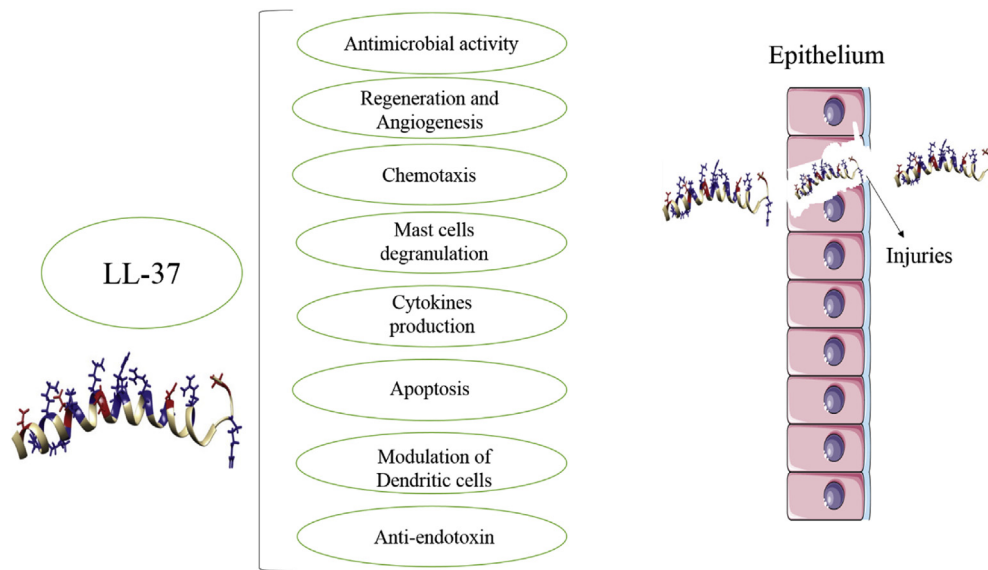 LL-37
Antimicrobial activity
Regeneration and
Angiogenesis
Chemotaxis
Mast cells
degranulation
Cytokines
production
Apoptosis
Modulation of
Dendritic cells
Anti-endotoxin
Epithelium
Injuries